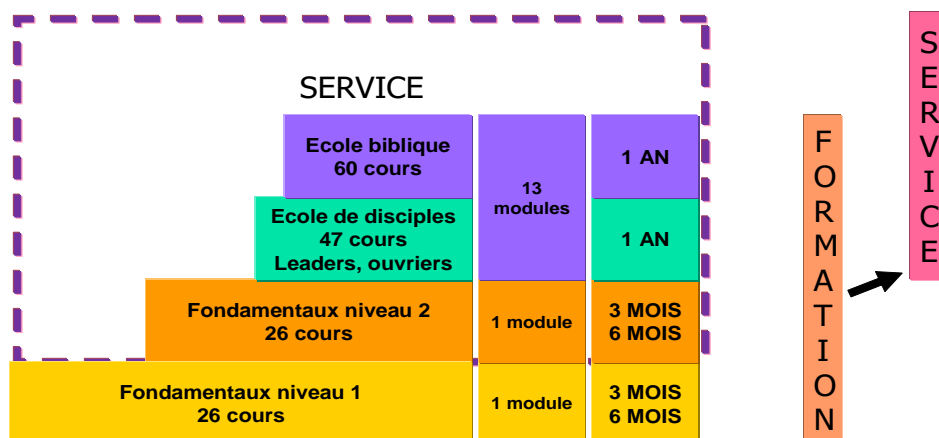 SERVICE
Ecole biblique
60 cours
13
modules
1 AN
Ecole de disciples
47 cours
Leaders, ouvriers
1 AN
Fondamentaux niveau 2
26 cours
1 module
3 MOIS
6 MOIS
Fondamentaux niveau 1
26 cours
1 module
3 MOIS
6 MOIS
FORMATION
SERVICE